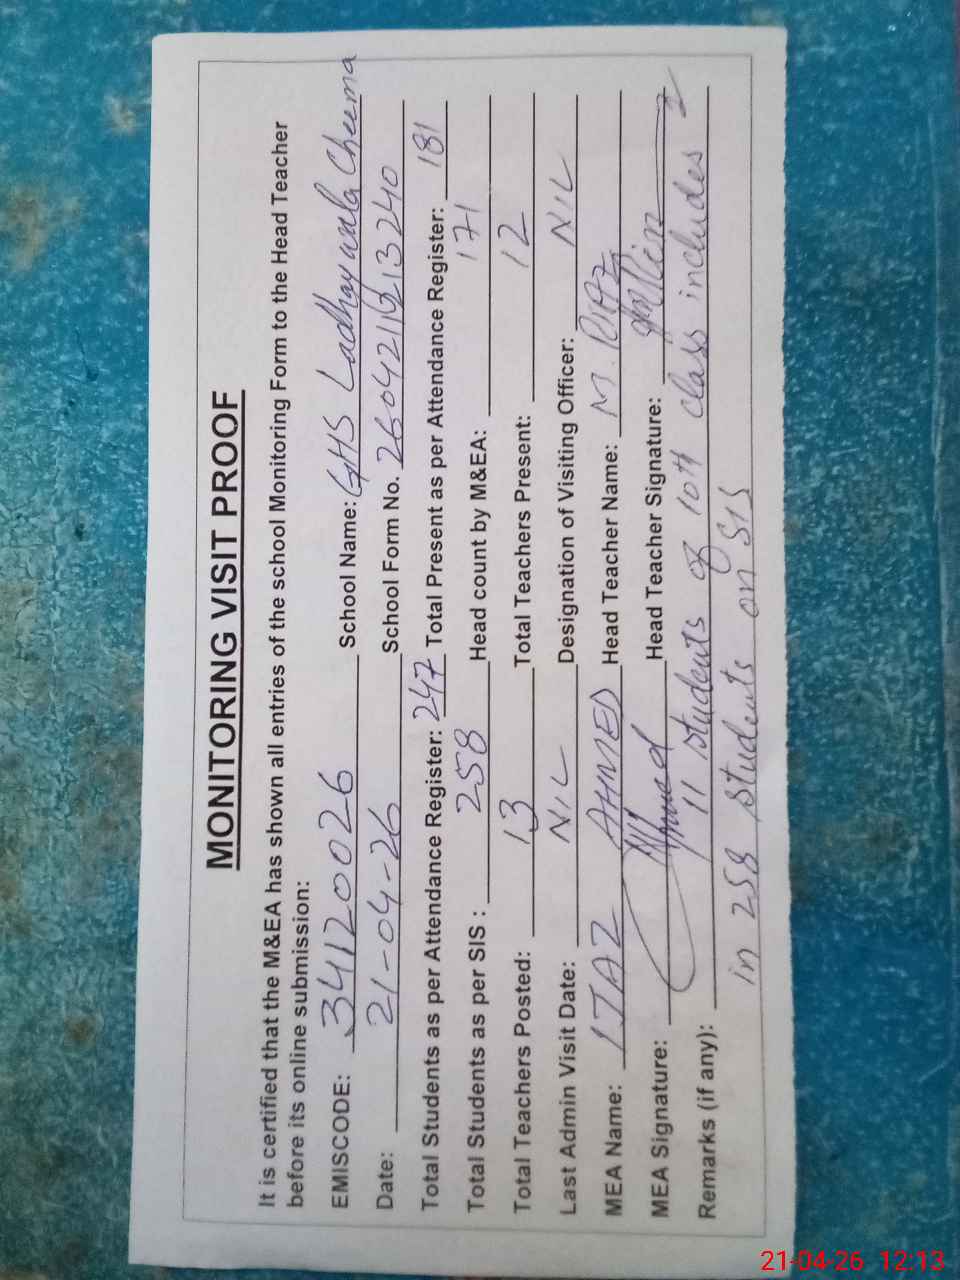 MONITORING VISIT PROOF
It is certified that the M&EA has shown all entries of the school Monitoring Form to the Head Teacher
before its online submission:
EMISCODE: 34120026 School Name: GHS Ladhaywala Cheema
Date: 21-04-26 School Form No.
Total Students as per Attendance Register: 247 Total Present as per Attendance Register: 181
Total Students as per SIS : 258 Head count by M&EA: 171
Total Teachers Posted: 13 Total Teachers Present: 12
Last Admin Visit Date: NIL Designation of Visiting Officer: NIL
MEA Name: IJAZ AHMED Head Teacher Name: M. RIAZ
MEA Signature: Head Teacher Signature:
Remarks (if any): 11 students of 10th class includes
in 258 students on SIS
21-04-26 12:13